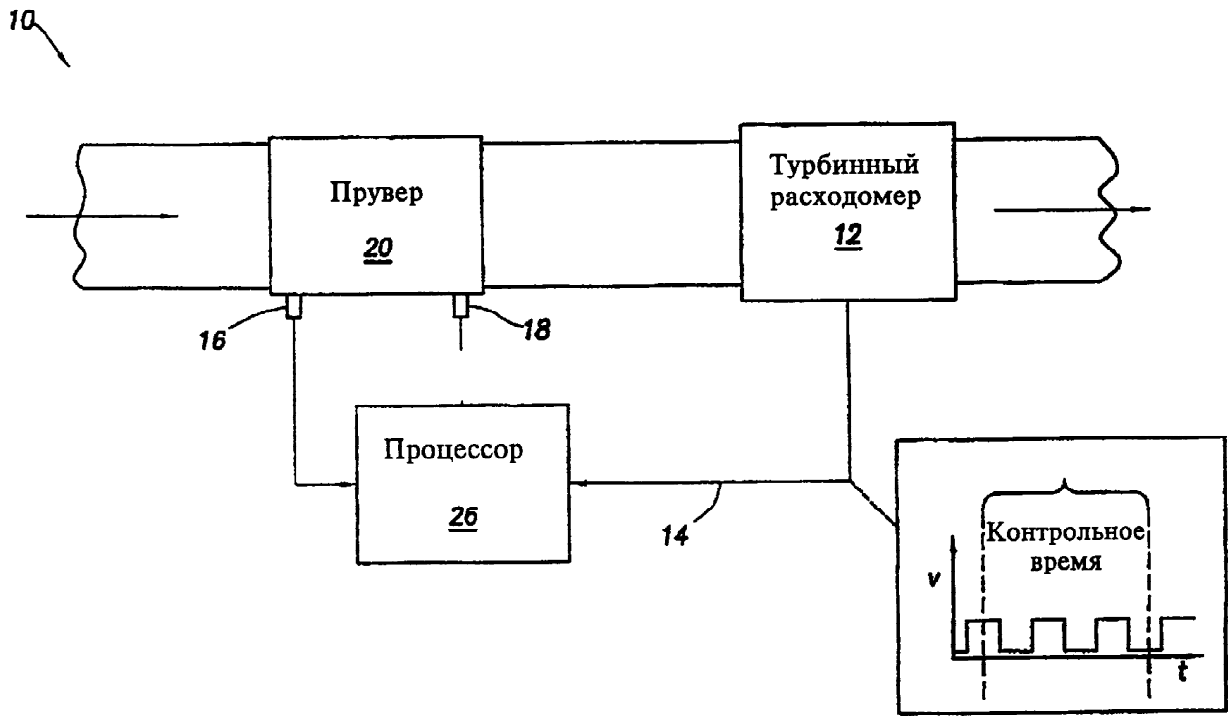 10
Прувер
20
Турбинный
расходомер
12
16
18
Процессор
26
14
Контрольное
время
v
t